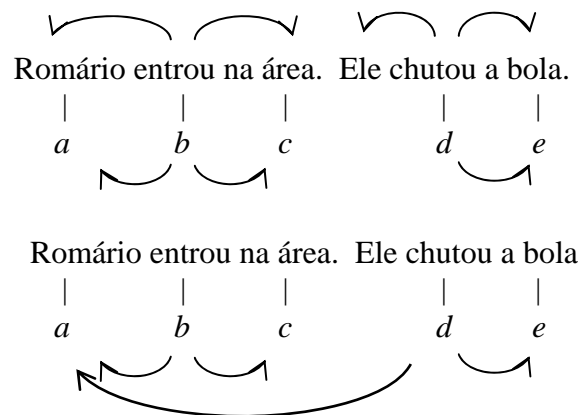 Romário entrou na área. Ele chutou a bola.
a b c d e
Romário entrou na área. Ele chutou a bola
a b c d e